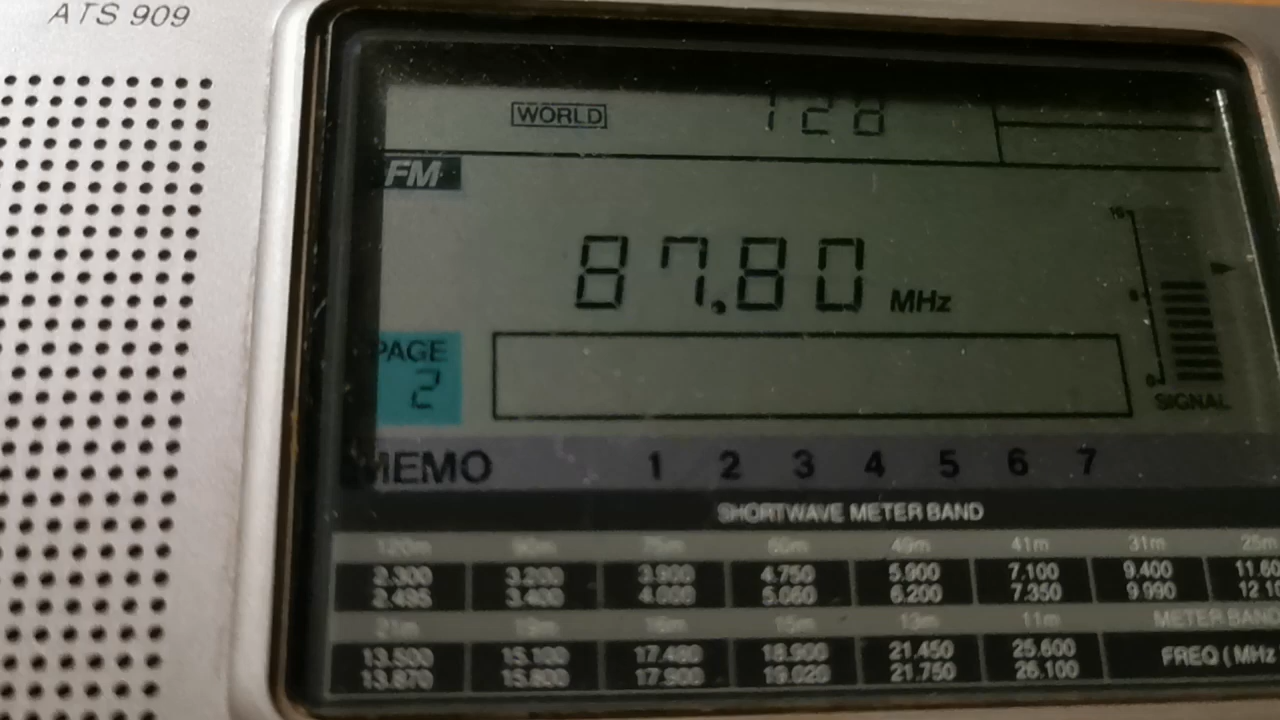 ATS 909
WORLD
FM
87.80 MHz
PAGE
2
SIGNAL
MEMO 1 2 3 4 5 6 7
SHORTWAVE METER BAND
49m 41m 31m 25m
2.300 3.200 3.900 4.750 5.900 7.100 9.400
2.495 3.400 4.000 5.060 6.200 7.350 9.990
13m 11m METER BAND
13.500 15.100 17.480 18.900 21.450 25.600 FREQ (MHz
13.870 15.800 17.900 19.020 21.750 26.100